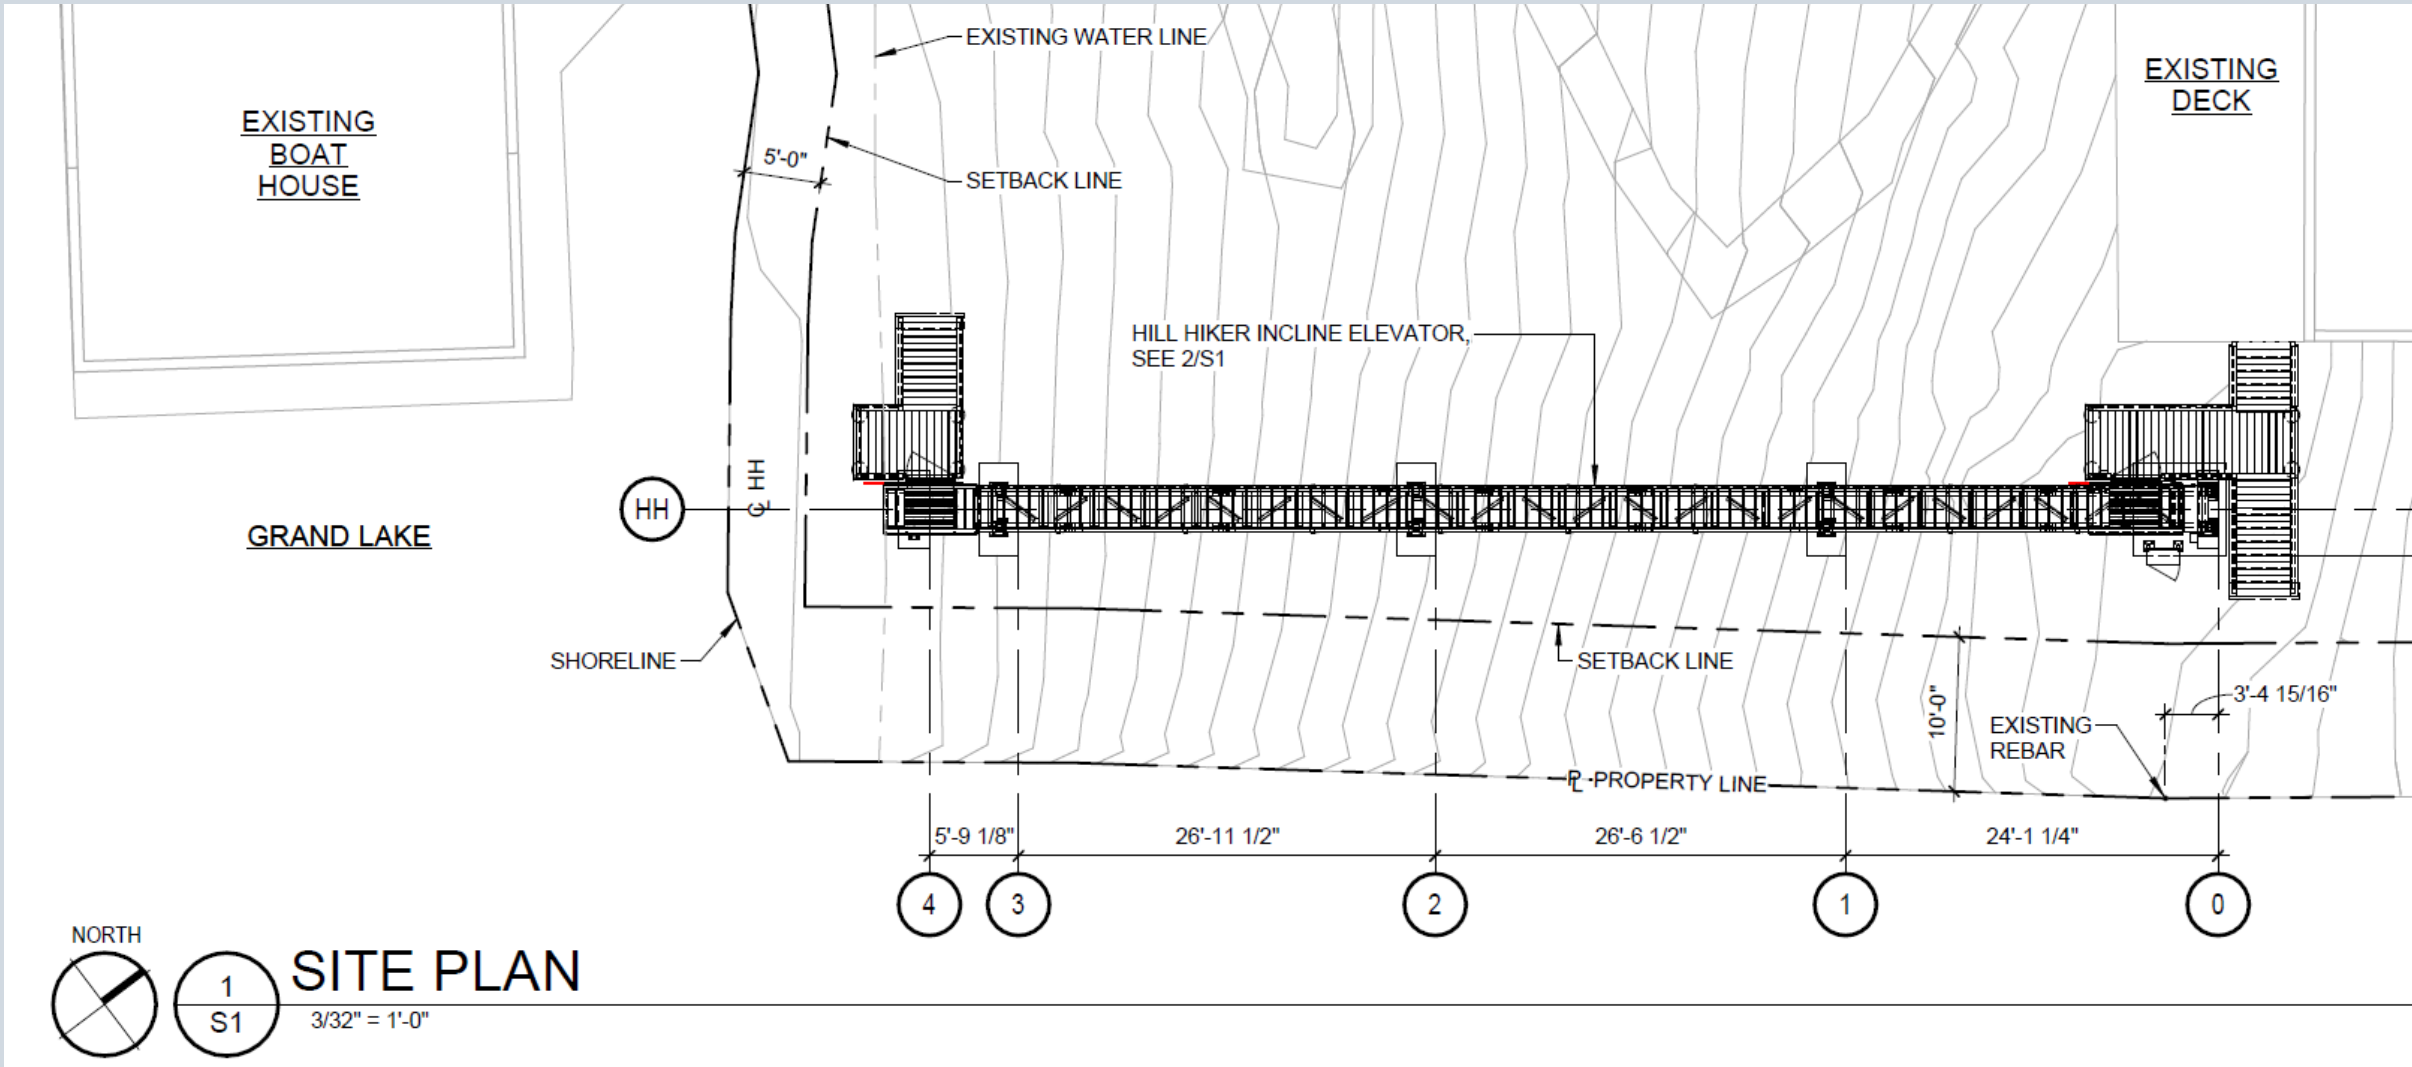 EXISTING WATER LINE
EXISTING
DECK
EXISTING
BOAT
HOUSE
5'-0"
SETBACK LINE
HILL HIKER INCLINE ELEVATOR,
SEE 2/S1
℄ HH
HH
GRAND LAKE
SHORELINE
SETBACK LINE
10'-0"
3'-4 15/16"
EXISTING
REBAR
PL PROPERTY LINE
5'-9 1/8"
26'-11 1/2"
26'-6 1/2"
24'-1 1/4"
4
3
2
1
0
NORTH
1
S1
SITE PLAN
3/32" = 1'-0"